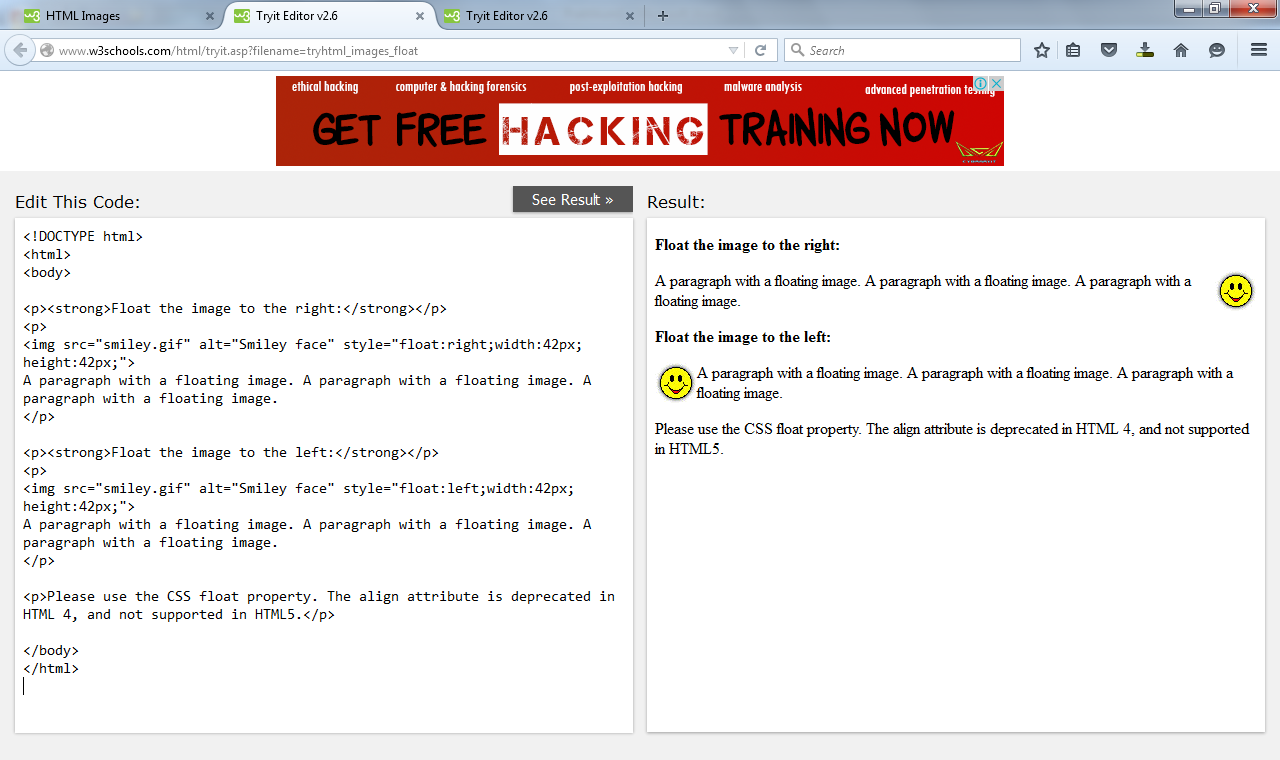 HTML Images
Tryit Editor v2.6
Tryit Editor v2.6
www.w3schools.com/html/tryit.asp?filename=tryhtml_images_float
Search
ethical hacking computer & hacking forensics post-exploitation hacking malware analysis advanced penetration testing
GET FREE HACKING TRAINING NOW
Edit This Code:
See Result »
<!DOCTYPE html>
<html>
<body>
<p><strong>Float the image to the right:</strong></p>
<p>
<img src="smiley.gif" alt="Smiley face" style="float:right;width:42px;
height:42px;">
A paragraph with a floating image. A paragraph with a floating image. A
paragraph with a floating image.
</p>
<p><strong>Float the image to the left:</strong></p>
<p>
<img src="smiley.gif" alt="Smiley face" style="float:left;width:42px;
height:42px;">
A paragraph with a floating image. A paragraph with a floating image. A
paragraph with a floating image.
</p>
<p>Please use the CSS float property. The align attribute is deprecated in
HTML 4, and not supported in HTML5.</p>
</body>
</html>
Result:
Float the image to the right:
A paragraph with a floating image. A paragraph with a floating image. A paragraph with a
floating image.
Float the image to the left:
A paragraph with a floating image. A paragraph with a floating image. A paragraph with a
floating image.
Please use the CSS float property. The align attribute is deprecated in HTML 4, and not supported
in HTML5.